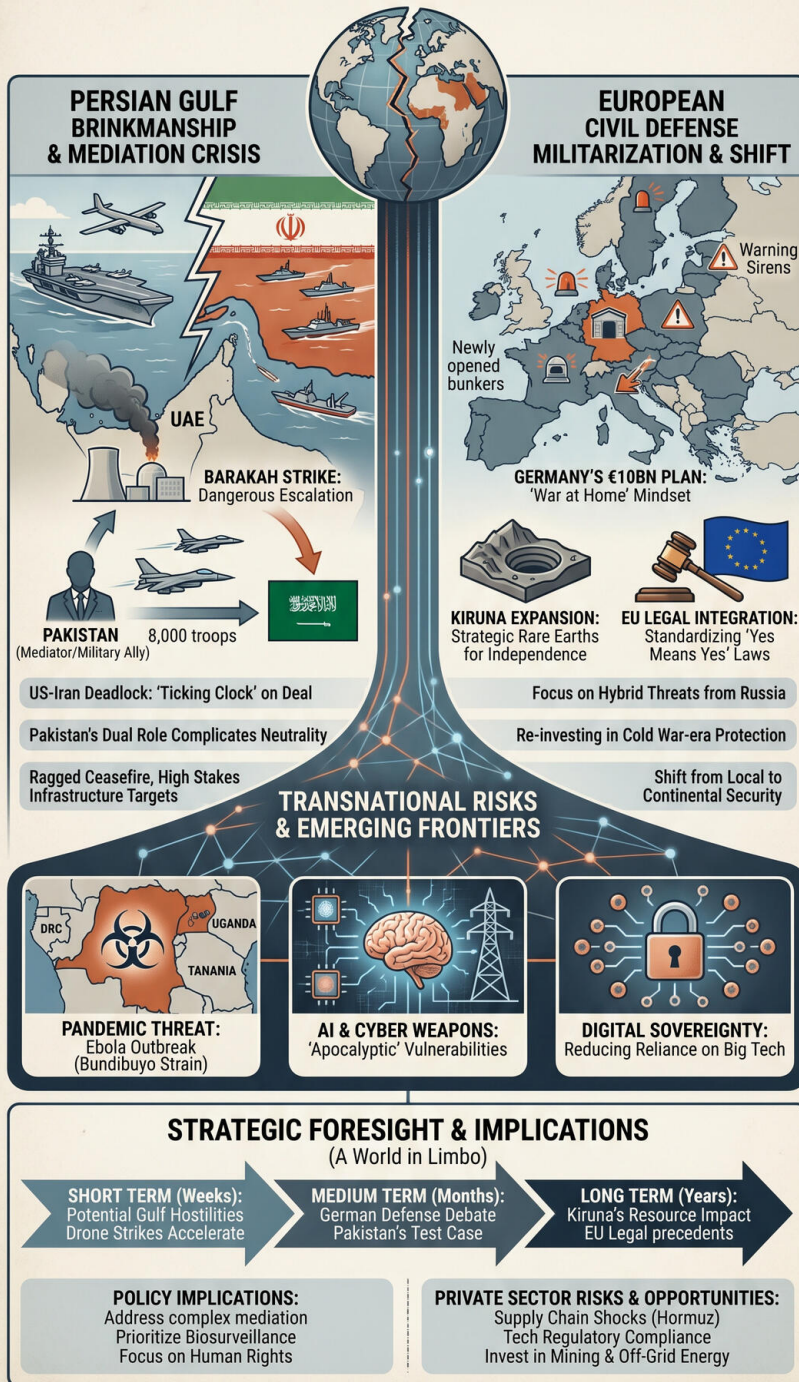 PERSIAN GULF
BRINKMANSHIP
& MEDIATION CRISIS
UAE
BARAKAH STRIKE:
Dangerous Escalation
PAKISTAN
(Mediator/Military Ally)
8,000 troops
US-Iran Deadlock: ‘Ticking Clock’ on Deal
Pakistan's Dual Role Complicates Neutrality
Ragged Ceasefire, High Stakes
Infrastructure Targets
EUROPEAN
CIVIL DEFENSE
MILITARIZATION & SHIFT
Warning
Sirens
Newly
opened
bunkers
GERMANY’S €10BN PLAN:
‘War at Home’ Mindset
KIRUNA EXPANSION:
Strategic Rare Earths
for Independence
EU LEGAL INTEGRATION:
Standardizing ‘Yes
Means Yes’ Laws
Focus on Hybrid Threats from Russia
Re-investing in Cold War-era Protection
Shift from Local to
Continental Security
TRANSNATIONAL RISKS
& EMERGING FRONTIERS
DRC
UGANDA
TANANIA
PANDEMIC THREAT:
Ebola Outbreak
(Bundibuyo Strain)
AI & CYBER WEAPONS:
‘Apocalyptic’ Vulnerabilities
DIGITAL SOVEREIGNTY:
Reducing Reliance on Big Tech
STRATEGIC FORESIGHT & IMPLICATIONS
(A World in Limbo)
SHORT TERM (Weeks):
Potential Gulf Hostilities
Drone Strikes Accelerate
MEDIUM TERM (Months):
German Defense Debate
Pakistan’s Test Case
LONG TERM (Years):
Kiruna’s Resource Impact
EU Legal precedents
POLICY IMPLICATIONS:
Address complex mediation
Prioritize Biosurveillance
Focus on Human Rights
PRIVATE SECTOR RISKS & OPPORTUNITIES:
Supply Chain Shocks (Hormuz)
Tech Regulatory Compliance
Invest in Mining & Off-Grid Energy